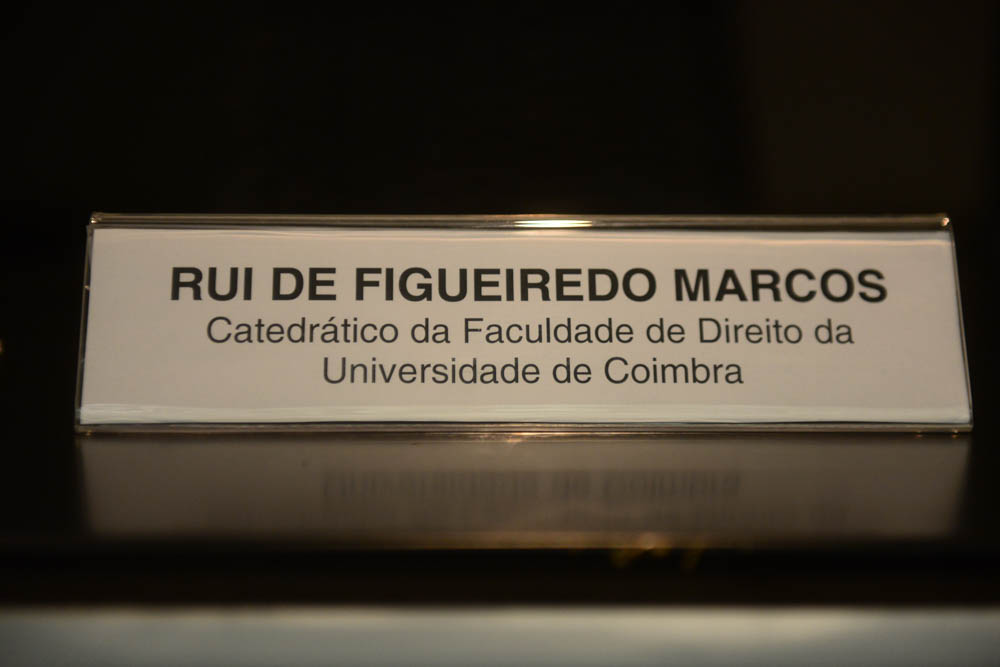 RUI DE FIGUEIREDO MARCOS
Catedrático da Faculdade de Direito da
Universidade de Coimbra